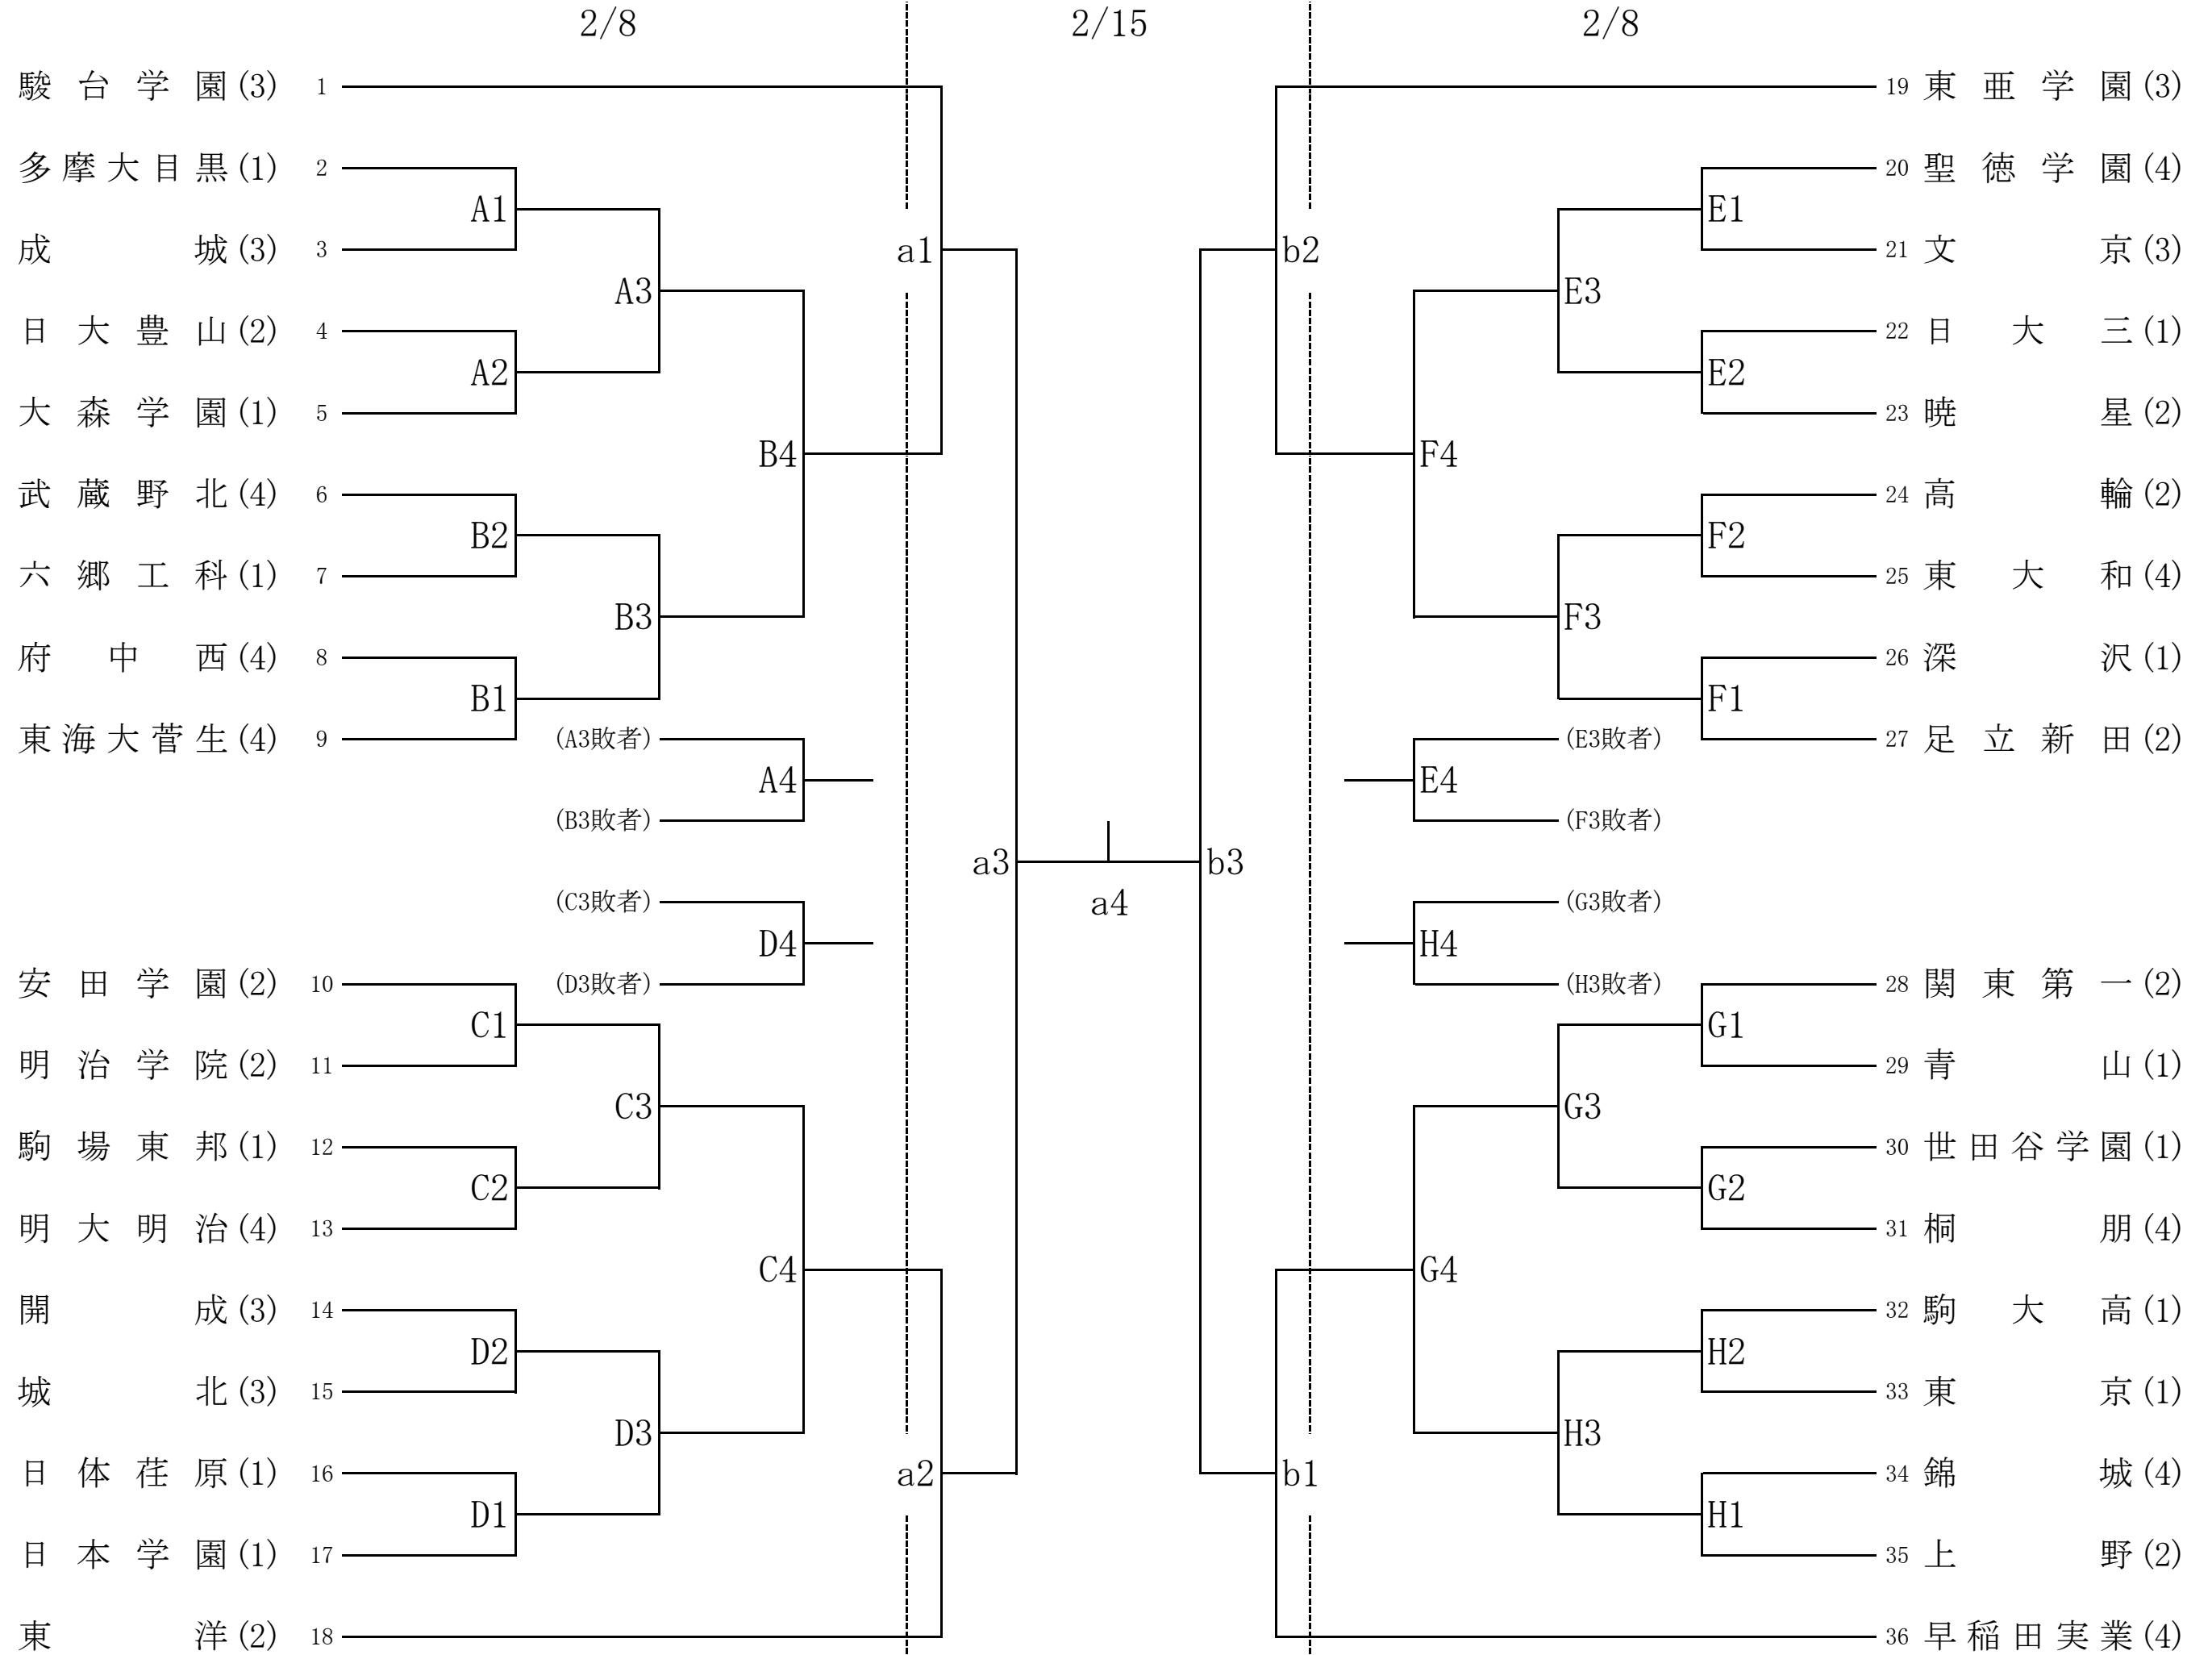 2/8 2/15 2/8
駿台学園(3) 1 19 東亜学園(3)
多摩大目黒(1) 2 20 聖徳学園(4)
A1 E1
成城(3) 3 a1 b2 21 文京(3)
A3 E3
日大豊山(2) 4 22 日大三(1)
A2 E2
大森学園(1) 5 23 暁星(2)
B4 F4
武蔵野北(4) 6 24 高輪(2)
B2 F2
六郷工科(1) 7 25 東大和(4)
B3 F3
府中西(4) 8 26 深沢(1)
B1 F1
東海大菅生(4) 9 (A3敗者) (E3敗者) 27 足立新田(2)
A4 E4
(B3敗者) (F3敗者)
a3 b3
(C3敗者) a4 (G3敗者)
D4 H4
安田学園(2) 10 (D3敗者) (H3敗者) 28 関東第一(2)
C1 G1
明治学院(2) 11 29 青山(1)
C3 G3
駒場東邦(1) 12 30 世田谷学園(1)
C2 G2
明大明治(4) 13 31 桐朋(4)
C4 G4
開成(3) 14 32 駒大高(1)
D2 H2
城北(3) 15 33 東京(1)
D3 H3
日体荏原(1) 16 a2 b1 34 錦城(4)
D1 H1
日本学園(1) 17 35 上野(2)
東洋(2) 18 36 早稲田実業(4)